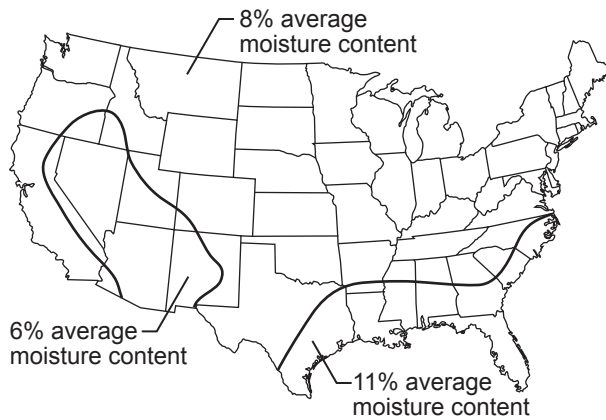 8% average
moisture content
6% average
moisture content
11% average
moisture content